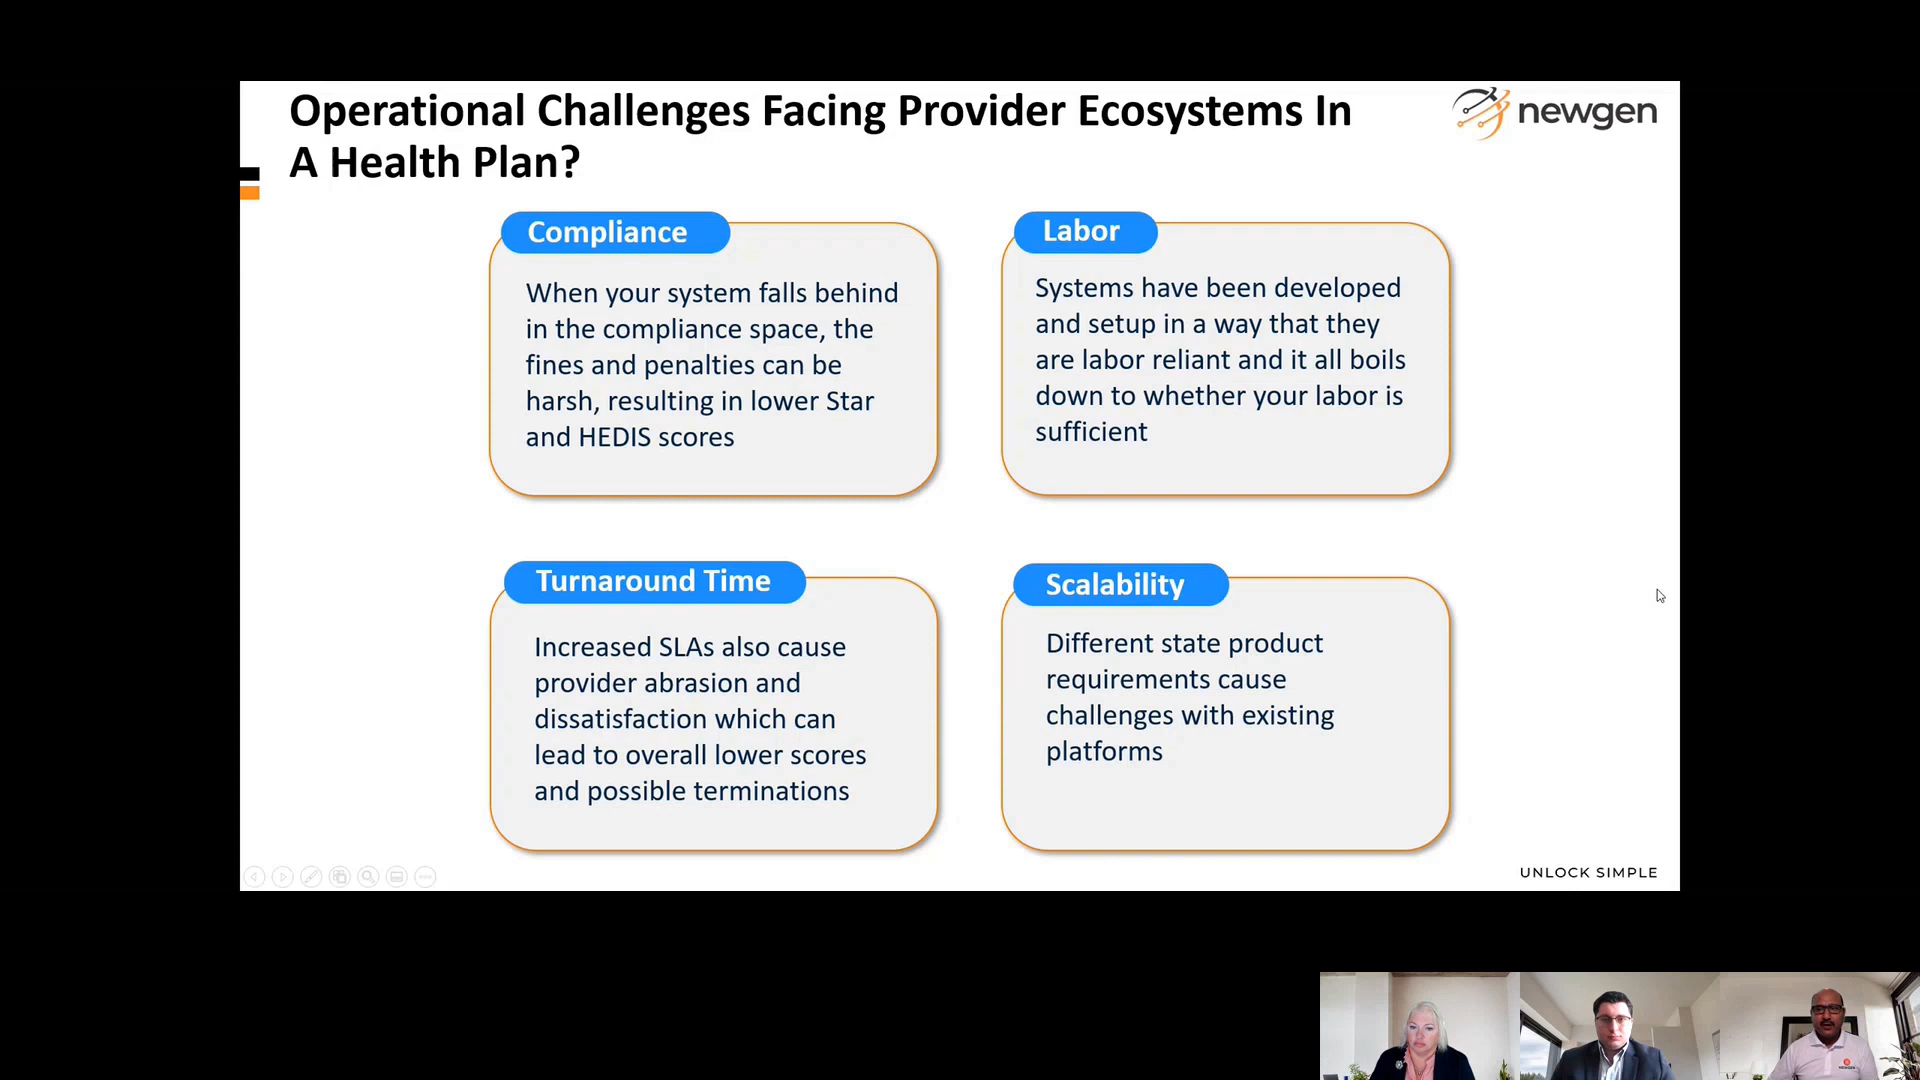 Operational Challenges Facing Provider Ecosystems In
A Health Plan?
newgen
Compliance
When your system falls behind
in the compliance space, the
fines and penalties can be
harsh, resulting in lower Star
and HEDIS scores
Labor
Systems have been developed
and setup in a way that they
are labor reliant and it all boils
down to whether your labor is
sufficient
Turnaround Time
Increased SLAs also cause
provider abrasion and
dissatisfaction which can
lead to overall lower scores
and possible terminations
Scalability
Different state product
requirements cause
challenges with existing
platforms
UNLOCK SIMPLE
NEWGEN